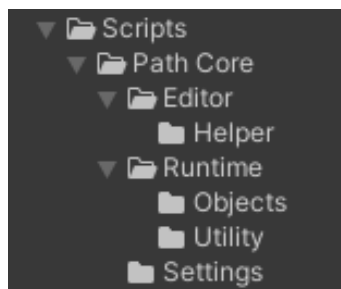 Scripts
Path Core
Editor
Helper
Runtime
Objects
Utility
Settings